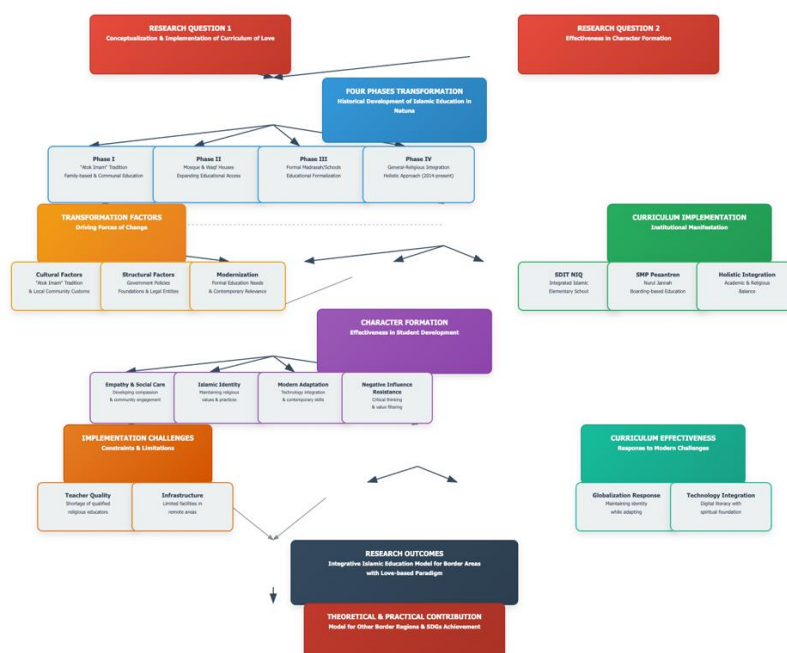 RESEARCH QUESTION 1
Conceptualization & Implementation of Curriculum of Love
RESEARCH QUESTION 2
Effectiveness in Character Formation
FOUR PHASES TRANSFORMATION
Historical Development of Islamic Education in
Natuna
Phase I
"Atok Imam" Tradition
Family-based & Communal Education
Phase II
Mosque & Waqf Houses
Expanding Educational Access
Phase III
Formal Madrasah/Schools
Educational Formalization
Phase IV
General-Religious Integration
Holistic Approach (2014-present)
TRANSFORMATION FACTORS
Driving Forces of Change
CURRICULUM IMPLEMENTATION
Institutional Manifestation
Cultural Factors
"Atok Imam" Tradition
& Local Community Customs
Structural Factors
Government Policies
Foundations & Legal Entities
Modernization
Formal Education Needs
& Contemporary Relevance
SDIT NIQ
Integrated Islamic
Elementary School
SMP Pesantren
Nurul Jannah
Boarding-based Education
Holistic Integration
Academic & Religious
Balance
CHARACTER FORMATION
Effectiveness in Student Development
Empathy & Social Care
Developing compassion
& community engagement
Islamic Identity
Maintaining religious
values & practices
Modern Adaptation
Technology integration
& contemporary skills
Negative Influence
Resistance
Critical thinking
& value filtering
IMPLEMENTATION CHALLENGES
Constraints & Limitations
CURRICULUM EFFECTIVENESS
Response to Modern Challenges
Teacher Quality
Shortage of qualified
religious educators
Infrastructure
Limited facilities in
remote areas
Globalization Response
Maintaining identity
while adapting
Technology Integration
Digital literacy with
spiritual foundation
RESEARCH OUTCOMES
Integrative Islamic Education Model for Border Areas
with Love-based Paradigm
THEORETICAL & PRACTICAL CONTRIBUTION
Model for Other Border Regions & SDGs Achievement